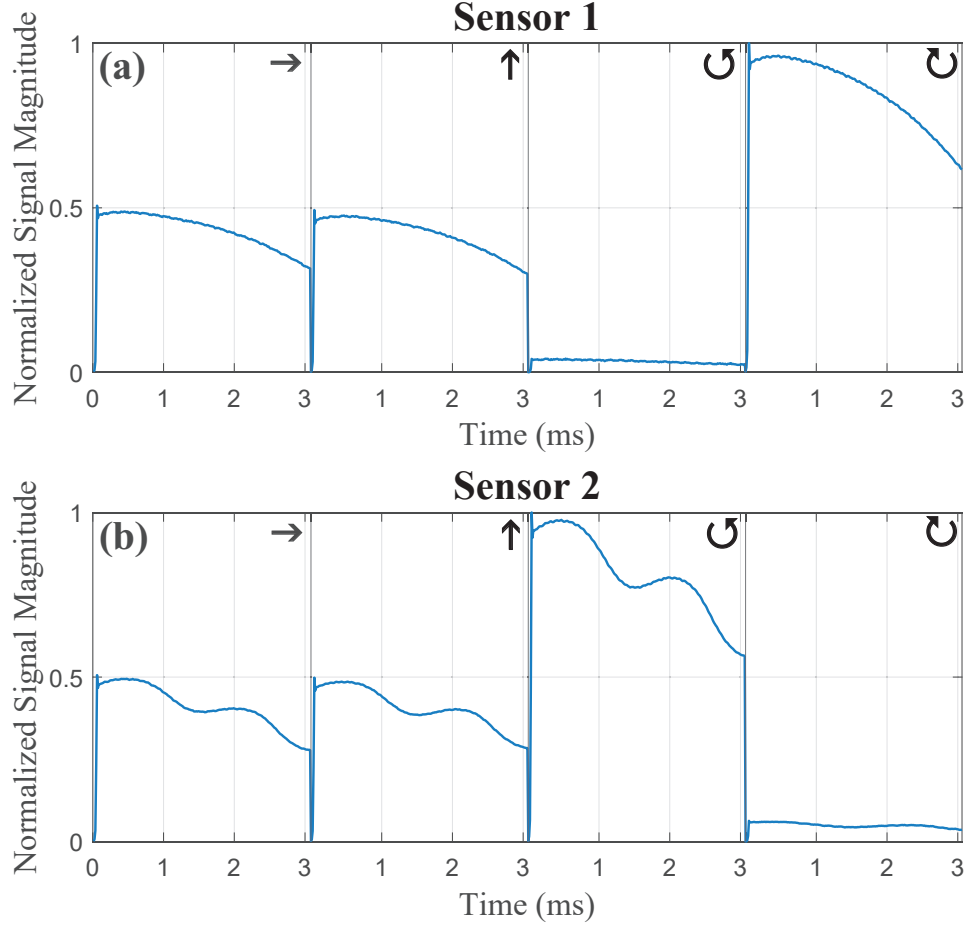 Sensor 1
Normalized Signal Magnitude
1
0.5
0
(a) → ↑ ↺ ↻
0 1 2 3 1 2 3 1 2 3 1 2 3
Time (ms)
Sensor 2
Normalized Signal Magnitude
1
0.5
0
(b) → ↑ ↺ ↻
0 1 2 3 1 2 3 1 2 3 1 2 3
Time (ms)